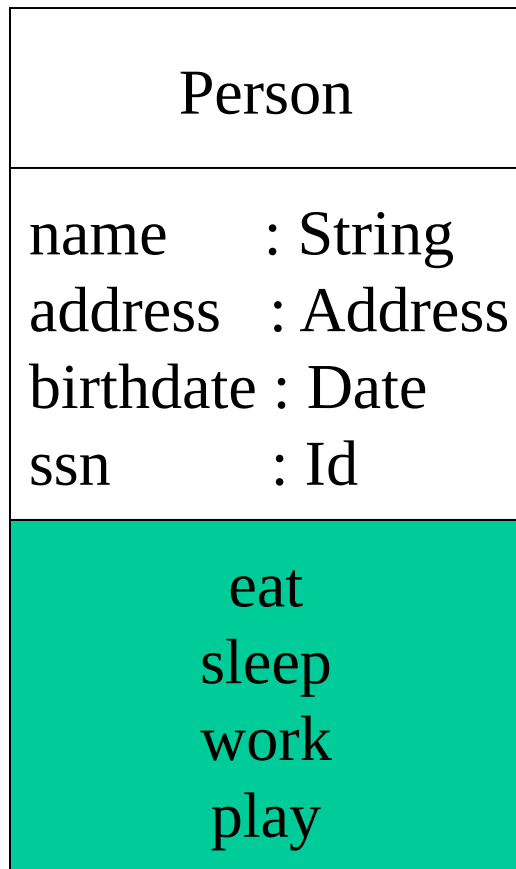 Person
name : String
address : Address
birthdate : Date
ssn : Id
eat
sleep
work
play